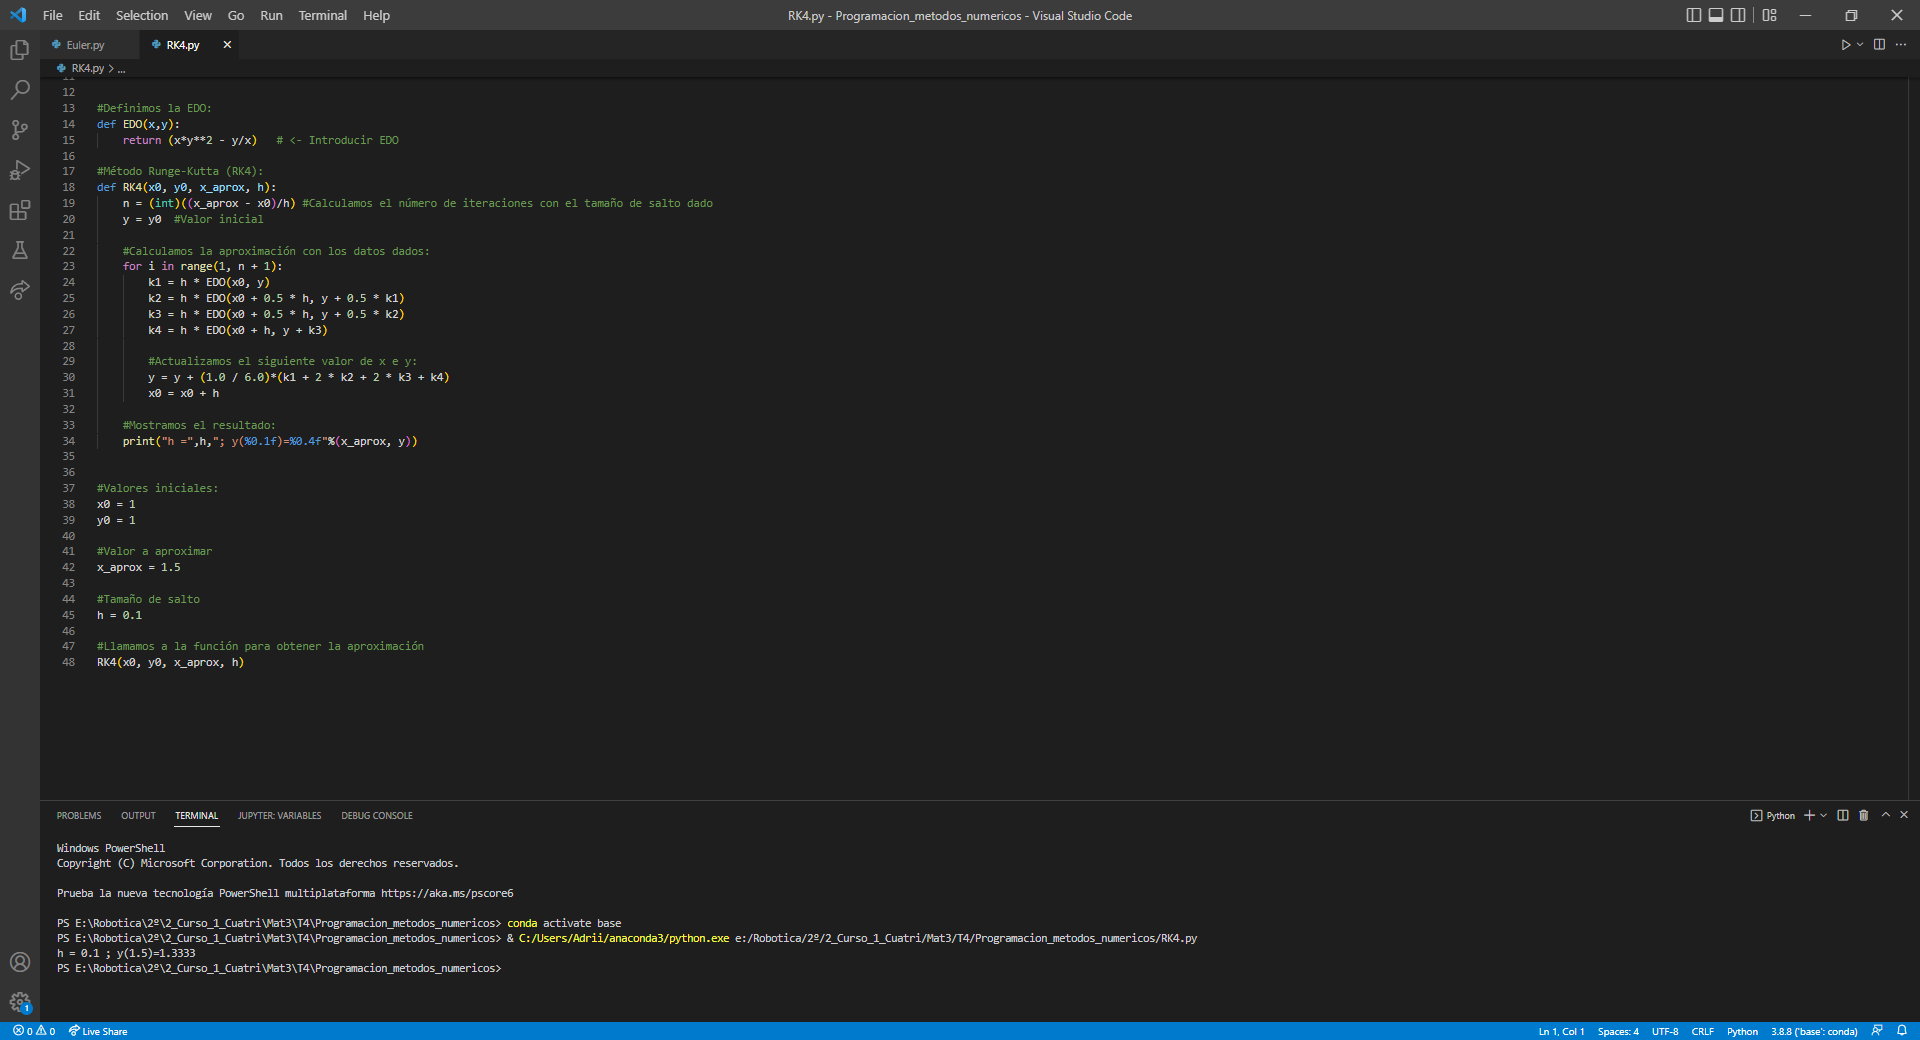 File Edit Selection View Go Run Terminal Help RK4.py - Programacion_metodos_numericos - Visual Studio Code
Euler.py RK4.py
RK4.py > ...
11
12
13 #Definimos la EDO:
14 def EDO(x,y):
15 return (x*y**2 - y/x) # <- Introducir EDO
16
17 #Método Runge-Kutta (RK4):
18 def RK4(x0, y0, x_aprox, h):
19 n = (int)((x_aprox - x0)/h) #Calculamos el número de iteraciones con el tamaño de salto dado
20 y = y0 #Valor inicial
21
22 #Calculamos la aproximación con los datos dados:
23 for i in range(1, n + 1):
24 k1 = h * EDO(x0, y)
25 k2 = h * EDO(x0 + 0.5 * h, y + 0.5 * k1)
26 k3 = h * EDO(x0 + 0.5 * h, y + 0.5 * k2)
27 k4 = h * EDO(x0 + h, y + k3)
28
29 #Actualizamos el siguiente valor de x e y:
30 y = y + (1.0 / 6.0)*(k1 + 2 * k2 + 2 * k3 + k4)
31 x0 = x0 + h
32
33 #Mostramos el resultado:
34 print("h =",h,"; y(%0.1f)=%0.4f"%(x_aprox, y))
35
36
37 #Valores iniciales:
38 x0 = 1
39 y0 = 1
40
41 #Valor a aproximar
42 x_aprox = 1.5
43
44 #Tamaño de salto
45 h = 0.1
46
47 #Llamamos a la función para obtener la aproximación
48 RK4(x0, y0, x_aprox, h)
PROBLEMS OUTPUT TERMINAL JUPYTER: VARIABLES DEBUG CONSOLE Python
Windows PowerShell
Copyright (C) Microsoft Corporation. Todos los derechos reservados.
Prueba la nueva tecnología PowerShell multiplataforma https://aka.ms/pscore6
PS E:\Robotica\2º\2_Curso_1_Cuatri\Mat3\T4\Programacion_metodos_numericos> conda activate base
PS E:\Robotica\2º\2_Curso_1_Cuatri\Mat3\T4\Programacion_metodos_numericos> & C:/Users/Adrii/anaconda3/python.exe e:/Robotica/2º/2_Curso_1_Cuatri/Mat3/T4/Programacion_metodos_numericos/RK4.py
h = 0.1 ; y(1.5)=1.3333
PS E:\Robotica\2º\2_Curso_1_Cuatri\Mat3\T4\Programacion_metodos_numericos>
1
0 0 Live Share Ln 1, Col 1 Spaces: 4 UTF-8 CRLF Python 3.8.8 ('base': conda)